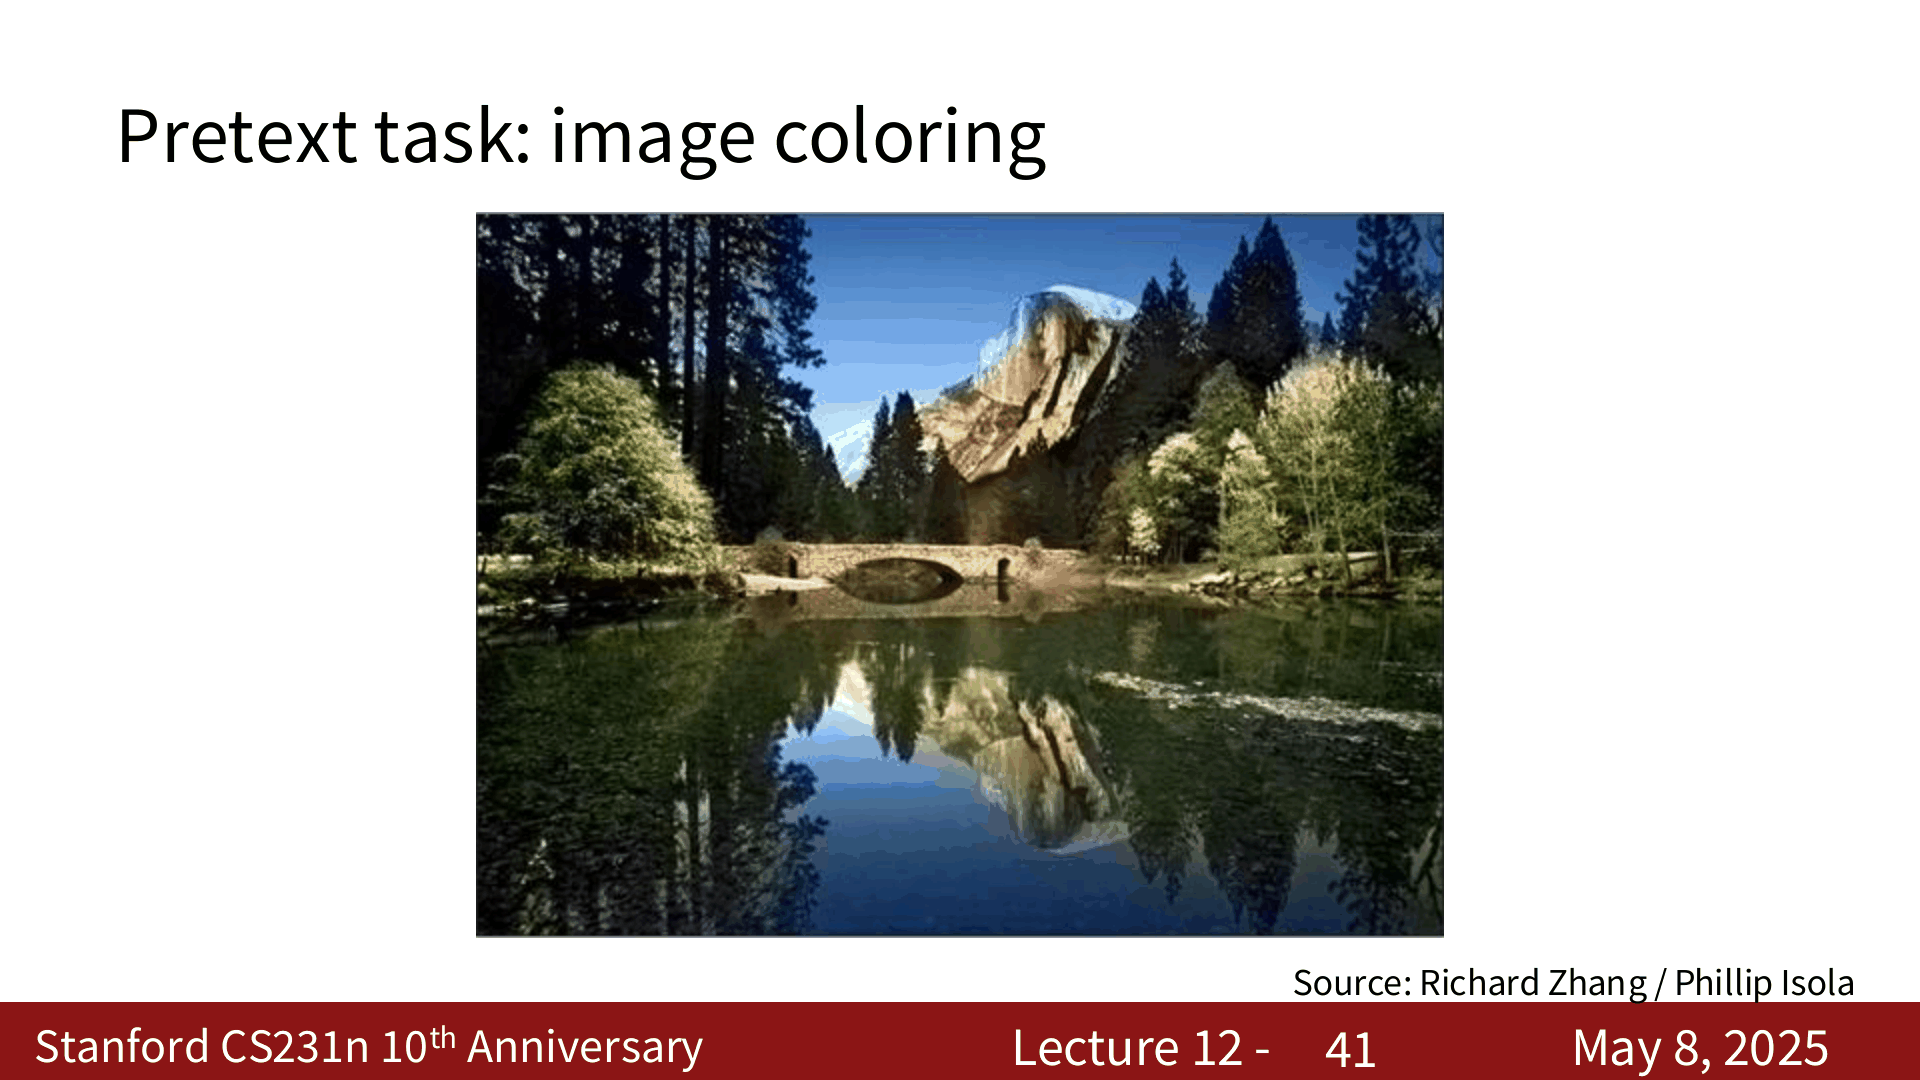 Pretext task: image coloring
Source: Richard Zhang / Phillip Isola
Stanford CS231n 10th Anniversary
Lecture 12 - 41
May 8, 2025